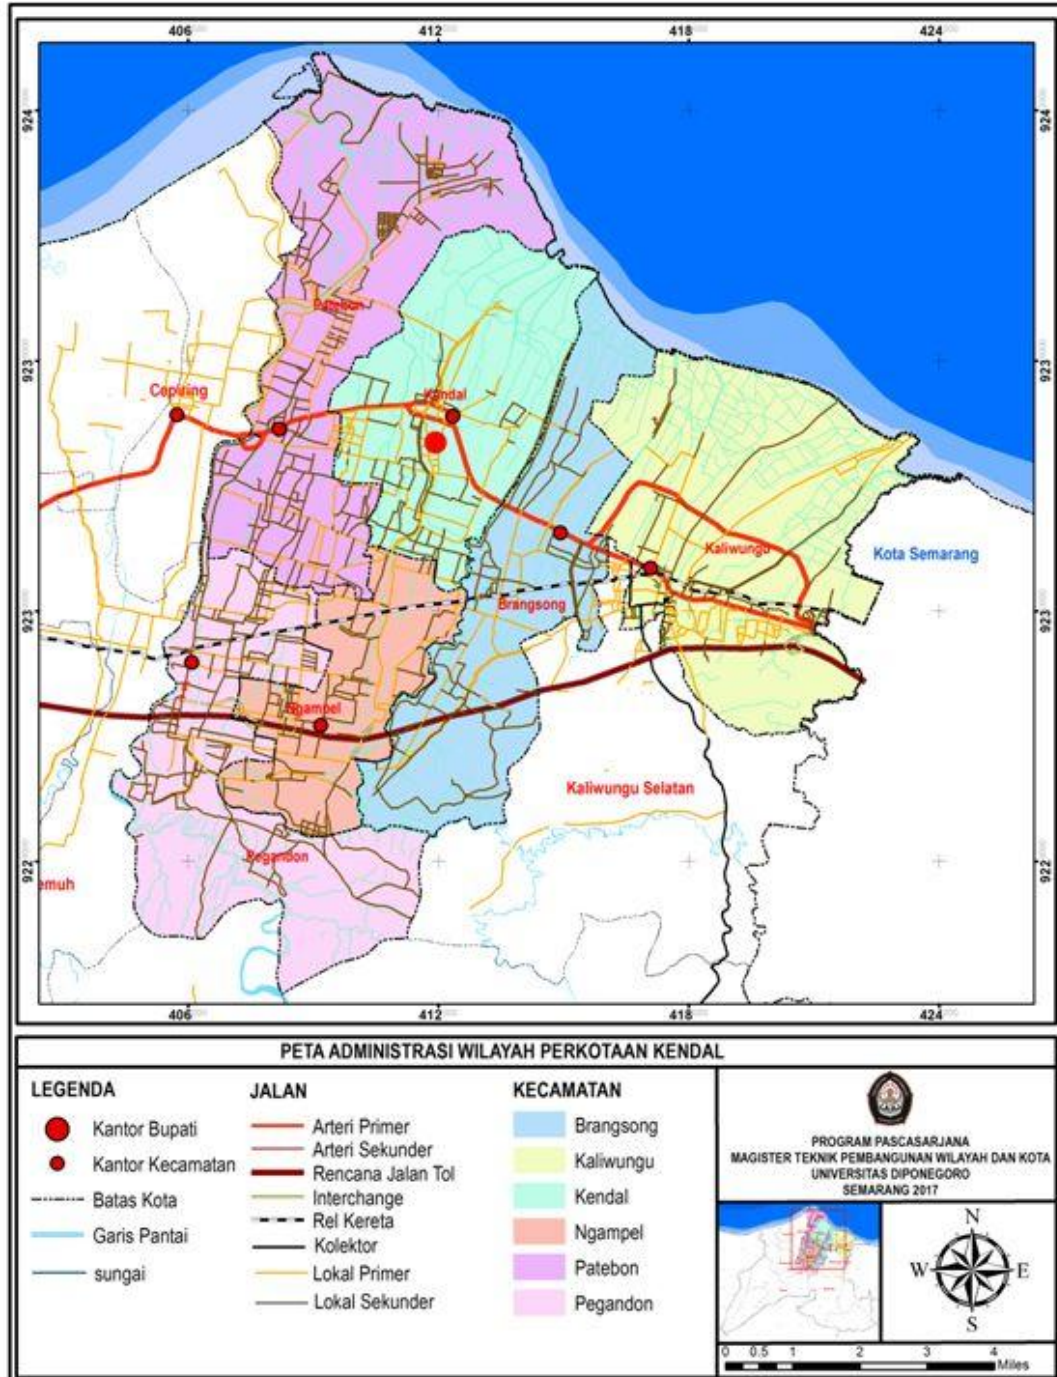 406 412 418 424
924 924
Patebon
923 923
Cepiring
Kendal
Kaliwungu
Kota Semarang
Brangsong
923 923
Ngampel
Kaliwungu Selatan
Pegandon
922 922
emuh
406 412 418 424
PETA ADMINISTRASI WILAYAH PERKOTAAN KENDAL
LEGENDA
Kantor Bupati
Kantor Kecamatan
Batas Kota
Garis Pantai
sungai
JALAN
Arteri Primer
Arteri Sekunder
Rencana Jalan Tol
Interchange
Rel Kereta
Kolektor
Lokal Primer
Lokal Sekunder
KECAMATAN
Brangsong
Kaliwungu
Kendal
Ngampel
Patebon
Pegandon
PROGRAM PASCASARJANA
MAGISTER TEKNIK PEMBANGUNAN WILAYAH DAN KOTA
UNIVERSITAS DIPONEGORO
SEMARANG 2017
N
W E
S
0 0.5 1 2 3 4
Miles